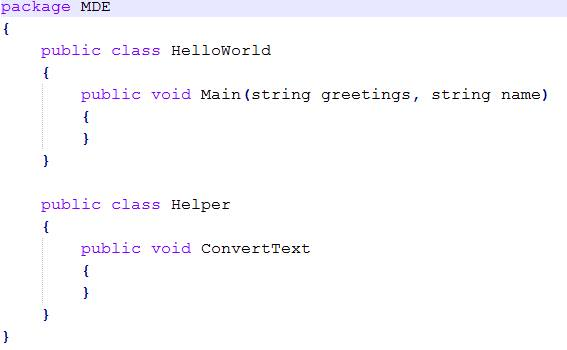 package MDE
{
    public class HelloWorld
    {
        public void Main(string greetings, string name)
        {
        }
    }

    public class Helper
    {
        public void ConvertText
        {
        }
    }
}